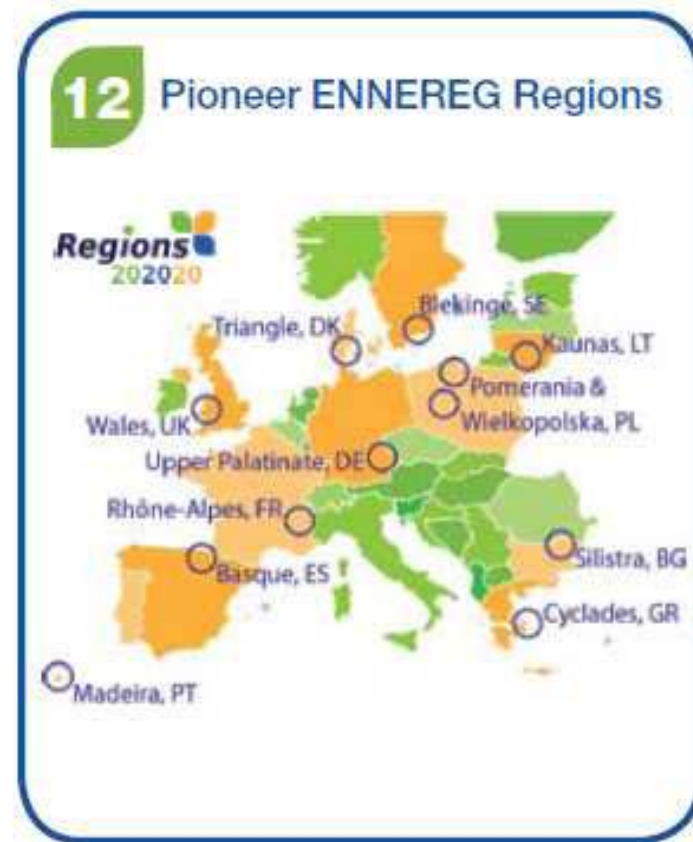 12 Pioneer ENNEREG Regions
Regions
202020
Blekinge, SE
Triangle, DK
Kaunas, LT
Pomerania &
Wielkopolska, PL
Wales, UK
Upper Palatinate, DE
Rhône-Alpes, FR
Basque, ES
Silistra, BG
Cyclades, GR
Madeira, PT